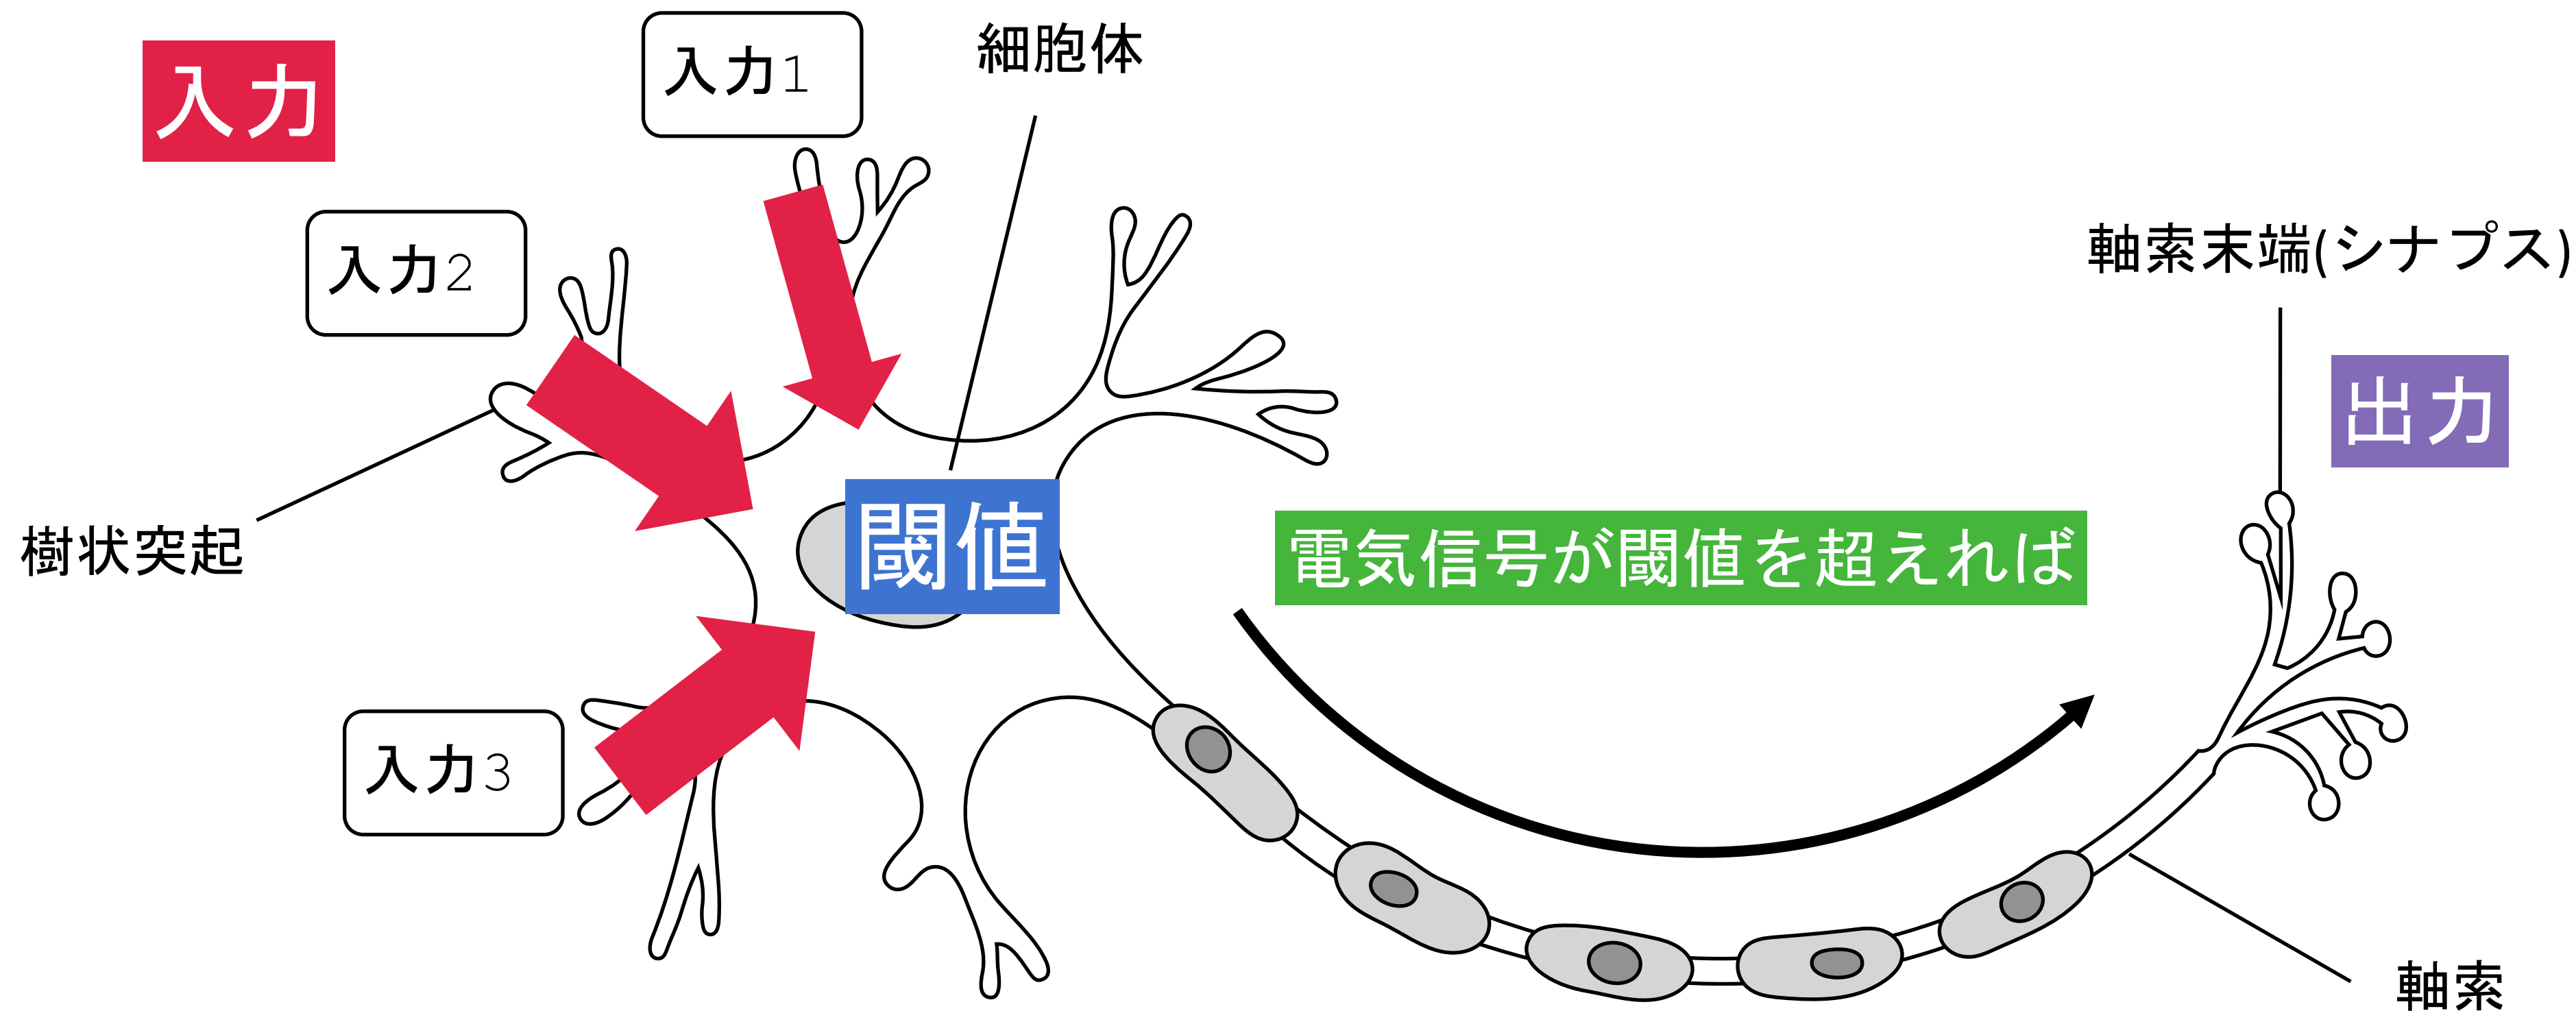 入力
入力1
細胞体
入力2
軸索末端(シナプス)
出力
閾値
電気信号が閾値を超えれば
樹状突起
入力3
軸索